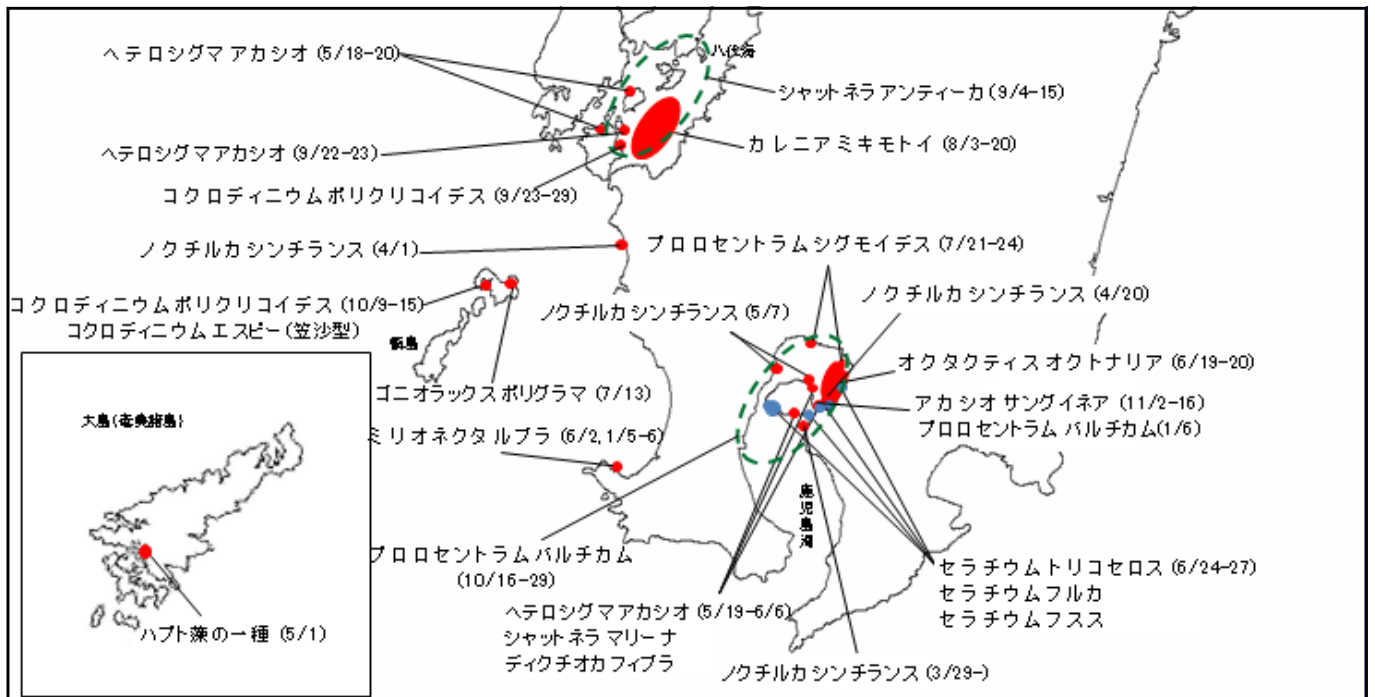 ヘテロシグマ アカシオ (5/18-20)
八代海
シャットネラアンティーカ (9/4-15)
ヘテロシグマアカシオ (9/22-23)
カレニアミキモトイ (8/3-20)
コクロディニウムポリクリコイデス (9/23-29)
ノクチルカシンチランス (4/1)
プロロセントラムシグモイデス (7/21-24)
コクロディニウムポリクリコイデス (10/9-15)
コクロディニウムエスピー(笠沙型)
ノクチルカシンチランス (5/7)
ノクチルカシンチランス (4/20)
甑島
オクタクティスオクトナリア (6/19-20)
ゴニオラックスポリグラマ (7/13)
アカシオサングイネア (11/2-16)
プロロセントラムバルチカム(1/6)
ミリオネクタルブラ (6/2,1/5-6)
大島(奄美諸島)
鹿児島湾
プロロセントラムバルチカム
(10/16-29)
ヘテロシグマアカシオ (5/19-6/6)
シャットネラマリーナ
ディクチオカフィブラ
セラチウムトリコセロス (6/24-27)
セラチウムフルカ
セラチウムフスス
ハプト藻の一種 (5/1)
ノクチルカシンチランス (3/29-)